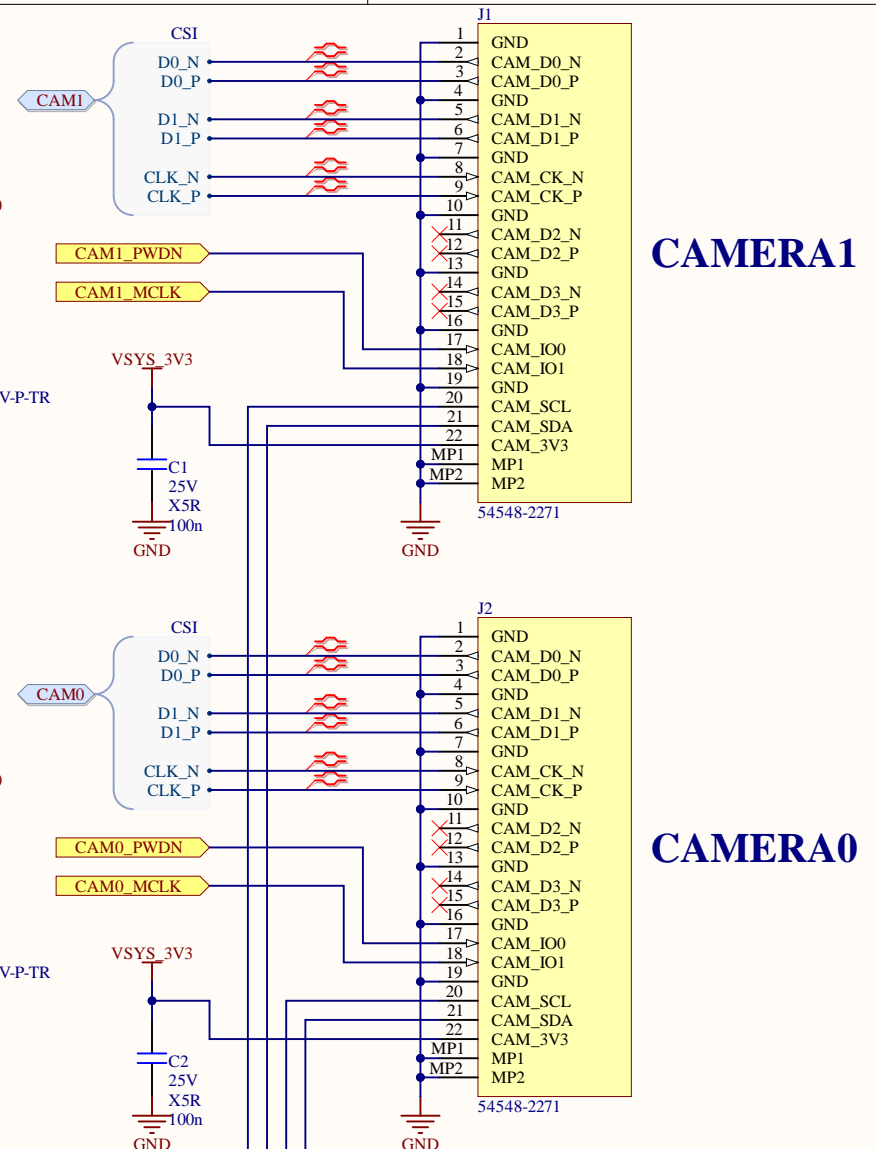 J1
CSI
1 GND
D0_N 2 CAM_D0_N
D0_P 3 CAM_D0_P
CAM1 4 GND
D1_N 5 CAM_D1_N
D1_P 6 CAM_D1_P
7 GND
CLK_N 8 CAM_CK_N
CLK_P 9 CAM_CK_P
10 GND
11 CAM_D2_N
CAM1_PWDN 12 CAM_D2_P
CAMERA1
13 GND
CAM1_MCLK 14 CAM_D3_N
15 CAM_D3_P
16 GND
17 CAM_IO0
VSYS_3V3 18 CAM_IO1
19 GND
V-P-TR 20 CAM_SCL
21 CAM_SDA
22 CAM_3V3
MP1 MP1
C1 MP2 MP2
25V
X5R 54548-2271
100n
GND GND
J2
CSI
1 GND
D0_N 2 CAM_D0_N
D0_P 3 CAM_D0_P
CAM0 4 GND
D1_N 5 CAM_D1_N
D1_P 6 CAM_D1_P
7 GND
CLK_N 8 CAM_CK_N
CLK_P 9 CAM_CK_P
10 GND
11 CAM_D2_N
CAM0_PWDN 12 CAM_D2_P
CAMERA0
13 GND
CAM0_MCLK 14 CAM_D3_N
15 CAM_D3_P
16 GND
17 CAM_IO0
VSYS_3V3 18 CAM_IO1
19 GND
V-P-TR 20 CAM_SCL
21 CAM_SDA
22 CAM_3V3
MP1 MP1
C2 MP2 MP2
25V
X5R 54548-2271
100n
GND GND